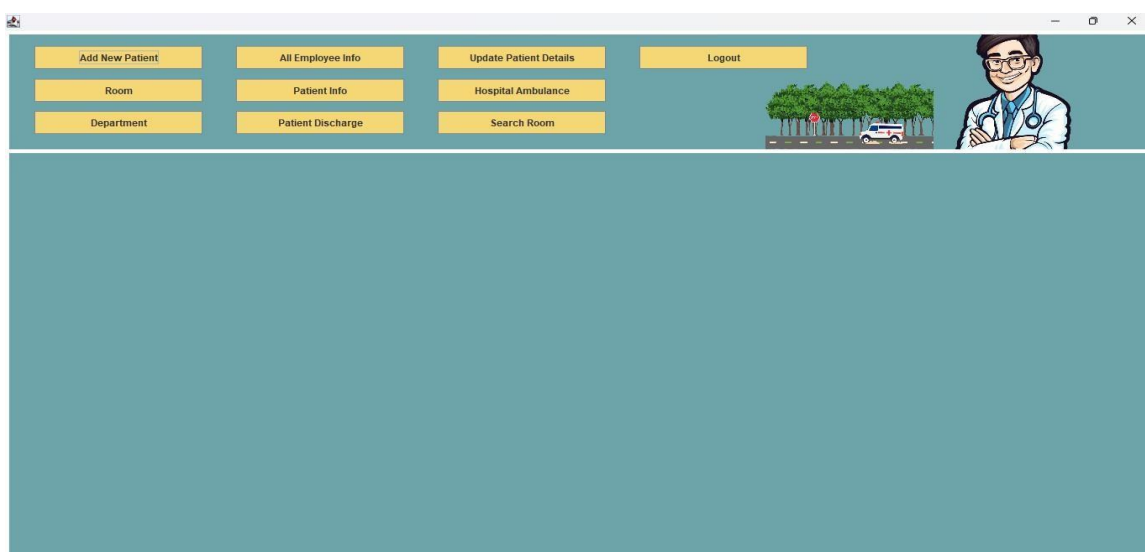 Add New Patient All Employee Info Update Patient Details Logout
Room Patient Info Hospital Ambulance
Department Patient Discharge Search Room